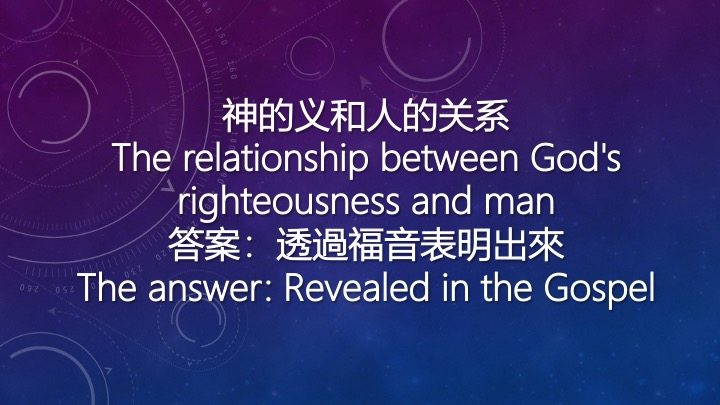 神的义和人的关系
The relationship between God's
righteousness and man
答案：透過福音表明出來
The answer: Revealed in the Gospel